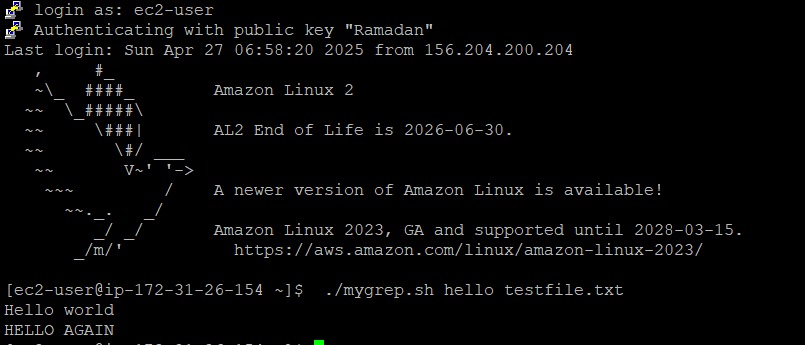 login as: ec2-user
Authenticating with public key "Ramadan"
Last login: Sun Apr 27 06:58:20 2025 from 156.204.200.204
   ,     #_
   ~\_  ####_        Amazon Linux 2
  ~~  \_#####\
  ~~     \###|       AL2 End of Life is 2026-06-30.
  ~~       \#/ ___
   ~~       V~' '->
    ~~~         /    A newer version of Amazon Linux is available!
      ~~._.   _/
         _/ _/       Amazon Linux 2023, GA and supported until 2028-03-15.
       _/m/'           https://aws.amazon.com/linux/amazon-linux-2023/
[ec2-user@ip-172-31-26-154 ~]$  ./mygrep.sh hello testfile.txt
Hello world
HELLO AGAIN